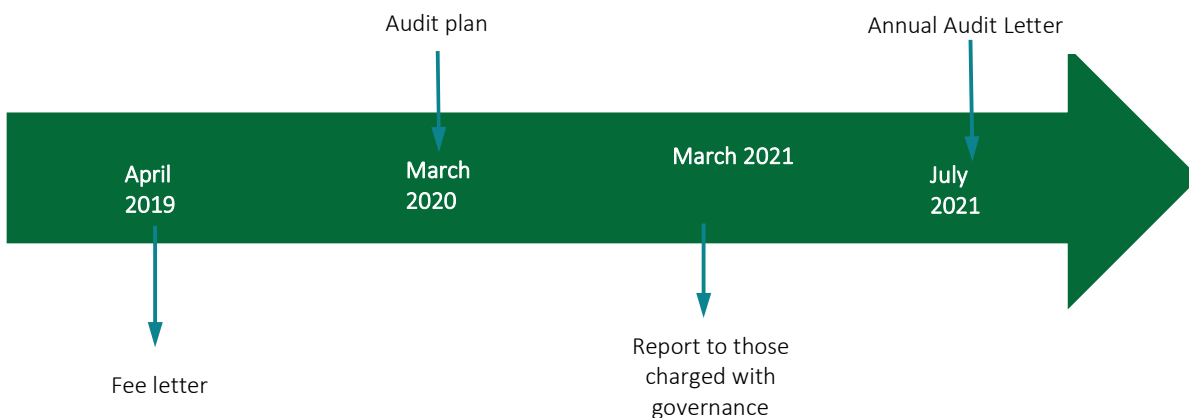 Audit plan
Annual Audit Letter
April
2019
March
2020
March 2021
July
2021
Fee letter
Report to those
charged with
governance